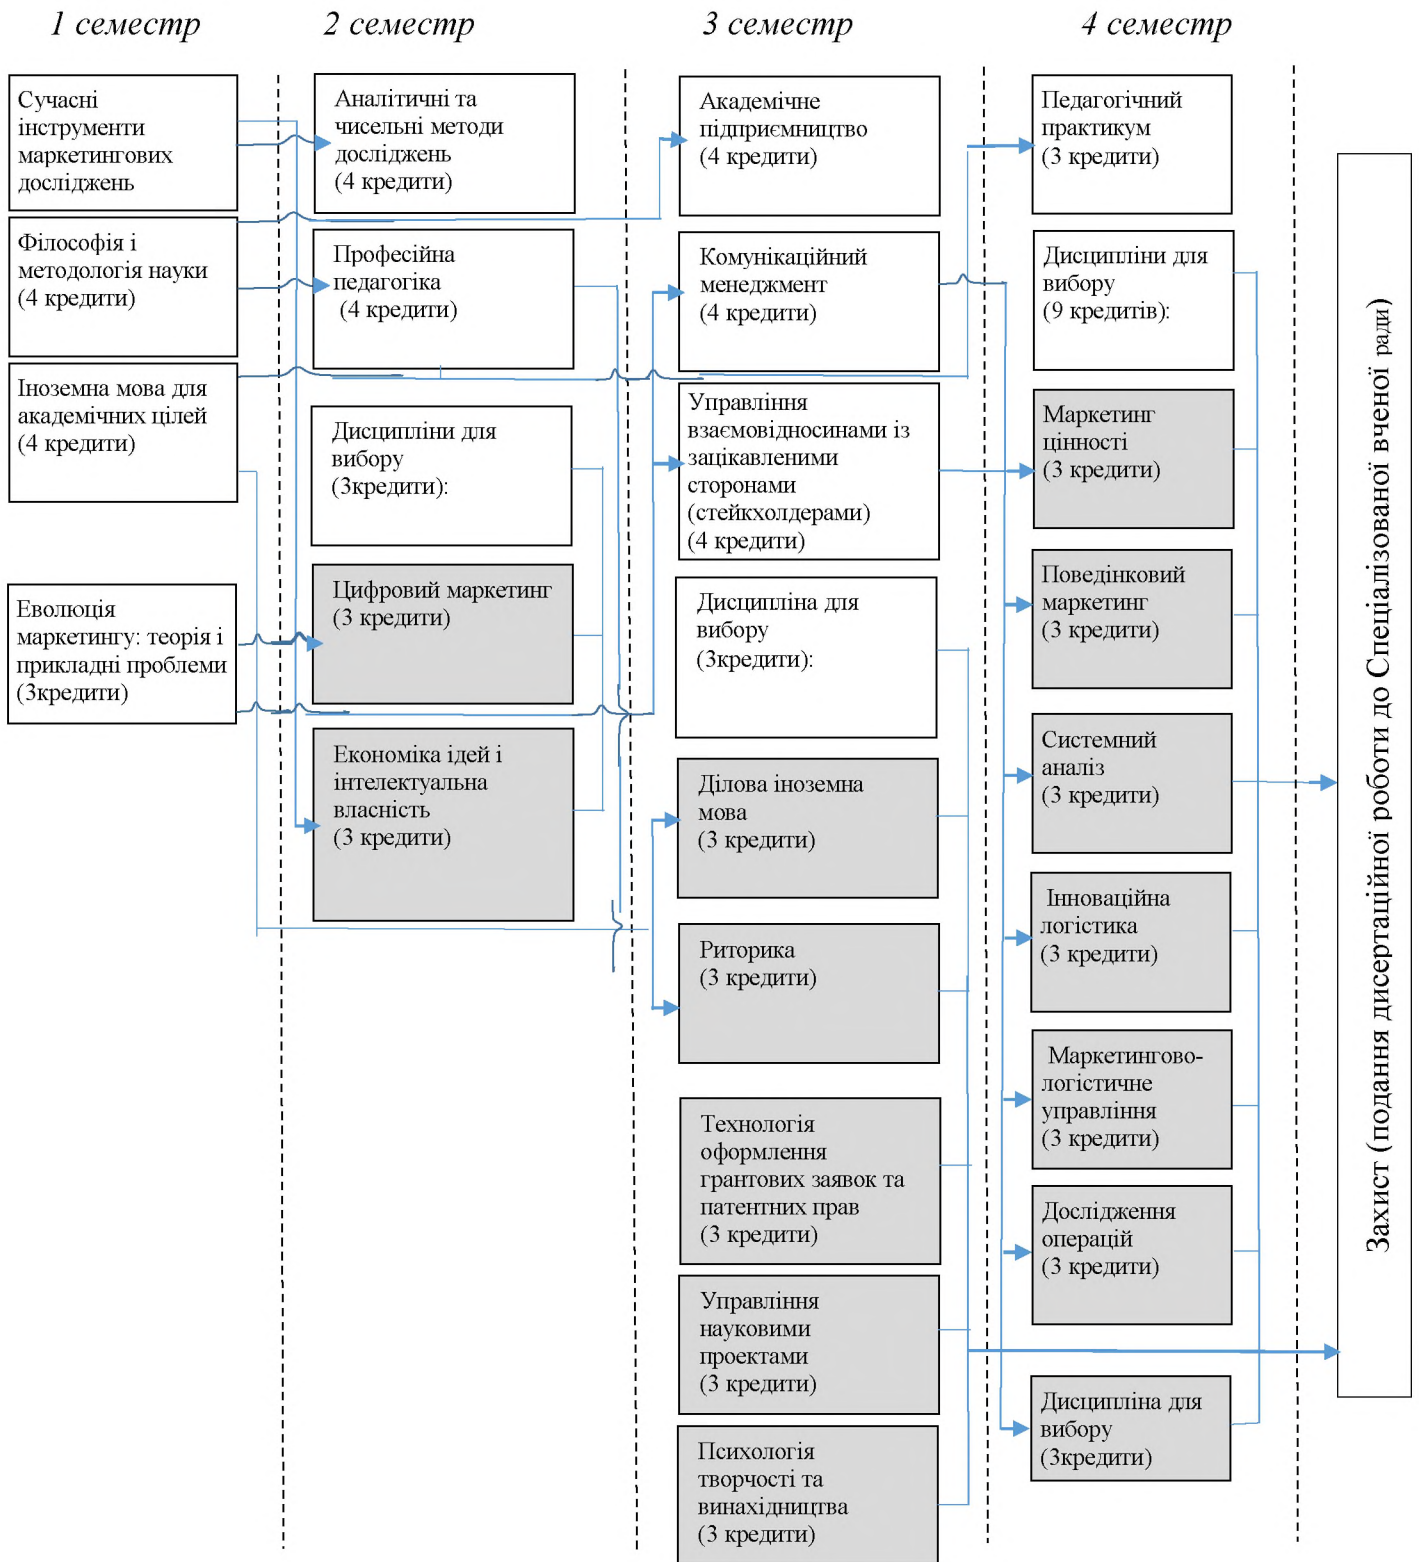 1 семестр
2 семестр
3 семестр
4 семестр
Сучасні
інструменти
маркетингових
досліджень
Філософія і
методологія науки
(4 кредити)
Іноземна мова для
академічних цілей
(4 кредити)
Еволюція
маркетингу: теорія і
прикладні проблеми
(3кредити)
Аналітичні та
чисельні методи
досліджень
(4 кредити)
Професійна
педагогіка
(4 кредити)
Дисципліни для
вибору
(3кредити):
Цифровий маркетинг
(3 кредити)
Економіка ідей і
інтелектуальна
власність
(3 кредити)
Академічне
підприємництво
(4 кредити)
Комунікаційний
менеджмент
(4 кредити)
Управління
взаємовідносинами із
зацікавленими
сторонами
(стейкхолдерами)
(4 кредити)
Дисципліна для
вибору
(3кредити):
Ділова іноземна
мова
(3 кредити)
Риторика
(3 кредити)
Технологія
оформлення
грантових заявок та
патентних прав
(3 кредити)
Управління
науковими
проектами
(3 кредити)
Психологія
творчості та
винахідництва
(3 кредити)
Педагогічний
практикум
(3 кредити)
Дисципліни для
вибору
(9 кредитів):
Маркетинг
цінності
(3 кредити)
Поведінковий
маркетинг
(3 кредити)
Системний
аналіз
(3 кредити)
Інноваційна
логістика
(3 кредити)
Маркетингово-
логістичне
управління
(3 кредити)
Дослідження
операцій
(3 кредити)
Дисципліна для
вибору
(3кредити)
Захист (подання дисертаційної роботи до Спеціалізованої вченої ради)